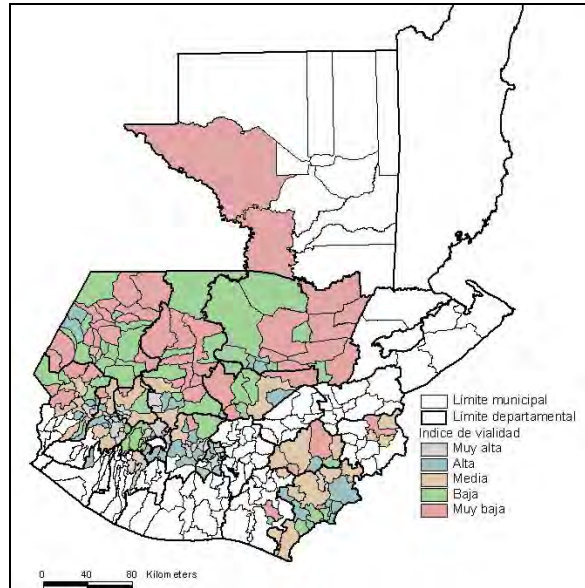 Límite municipal
Límite departamental
Indice de vialidad
Muy alta
Alta
Media
Baja
Muy baja
0 40 80 Kilometers